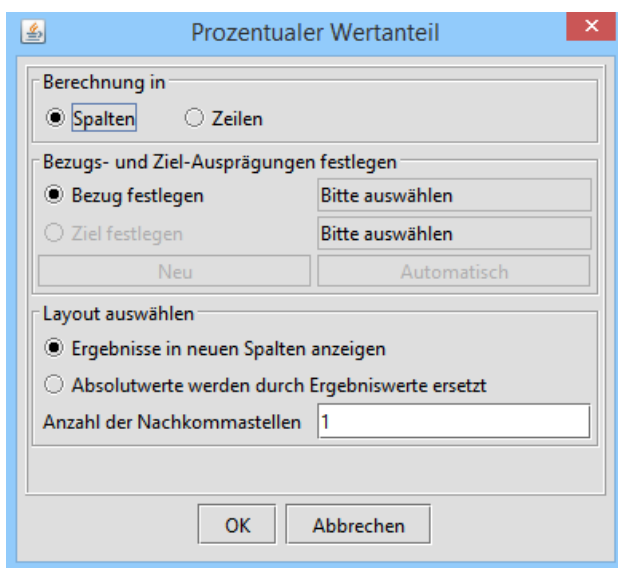 Prozentualer Wertanteil
Berechnung in
Spalten Zeilen
Bezugs- und Ziel-Ausprägungen festlegen
Bezug festlegen Bitte auswählen
Ziel festlegen Bitte auswählen
Neu Automatisch
Layout auswählen
Ergebnisse in neuen Spalten anzeigen
Absolutwerte werden durch Ergebniswerte ersetzt
Anzahl der Nachkommastellen 1
OK Abbrechen